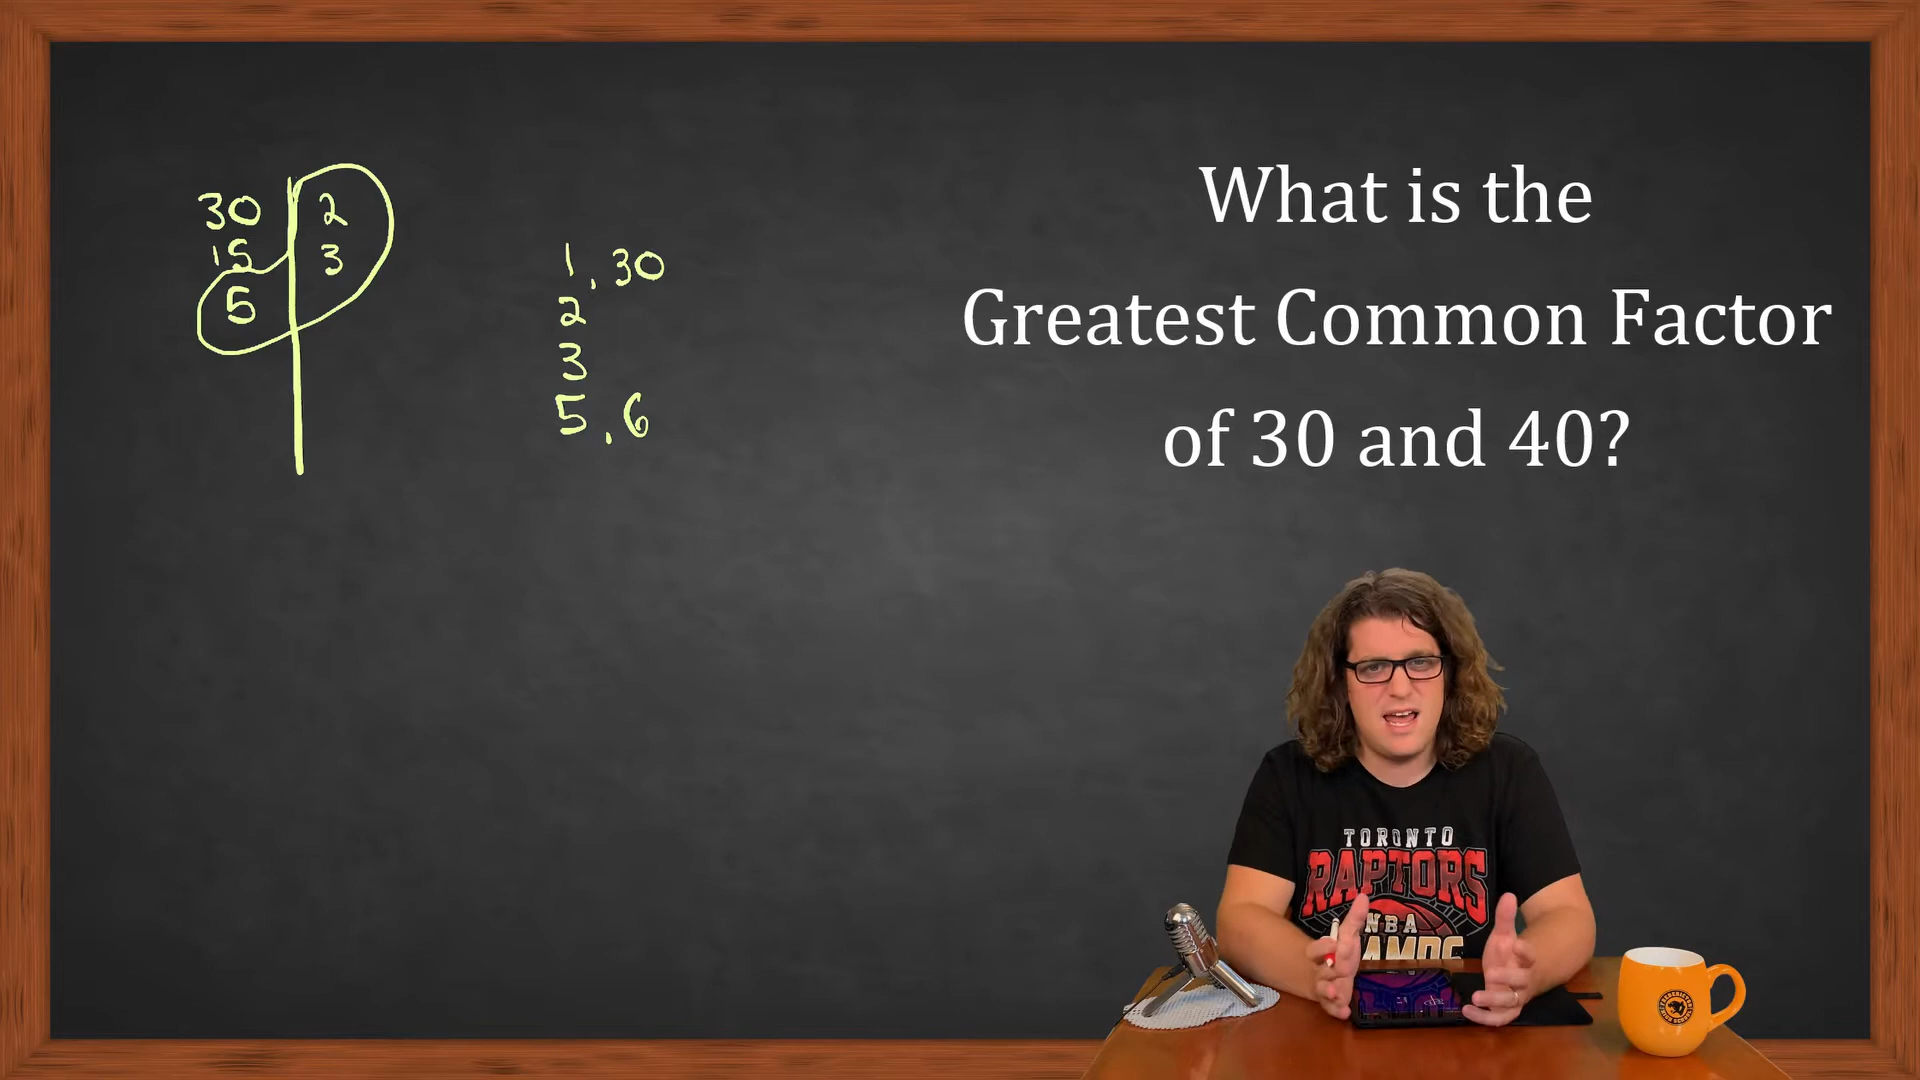 30 2
15 3
5
1, 30
2
3
5, 6
What is the
Greatest Common Factor
of 30 and 40?
TORONTO
RAPTORS
NBA